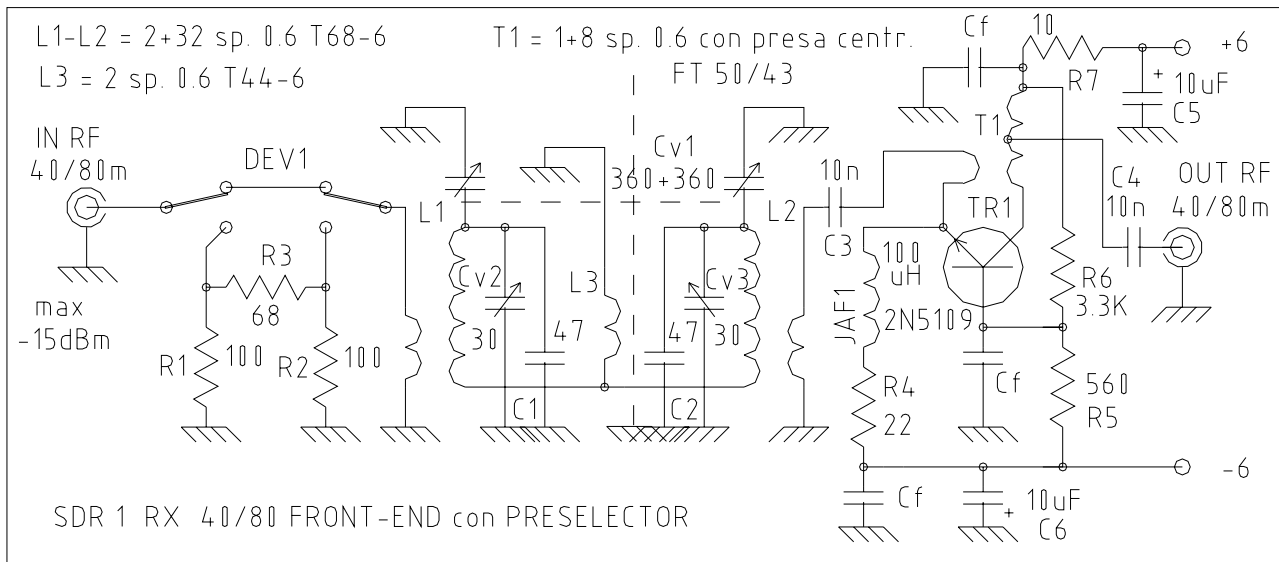 L1-L2 = 2+32 sp. 0.6 T68-6
L3 = 2 sp. 0.6 T44-6
T1 = 1+8 sp. 0.6 con presa centr.
FT 50/43
Cf
10
R7
+6
+
10uF
C5
IN RF
40/80m
DEV1
Cv1
360+360
10n
T1
C4
10n
OUT RF
40/80m
L1
L2
C3
TR1
R3
68
Cv2
30
L3
Cv3
30
100
uH
JAF1
2N5109
R6
3.3K
max
-15dBm
R1
100
R2
100
47
C1
47
C2
R4
22
Cf
560
R5
-6
Cf
+
10uF
C6
SDR 1 RX 40/80 FRONT-END con PRESELECTOR